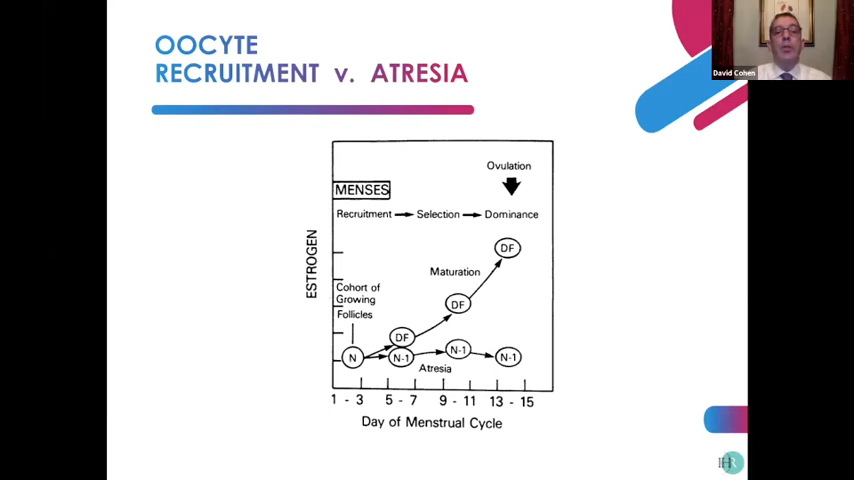 OOCYTE
RECRUITMENT v. ATRESIA
David Cohen
Ovulation
MENSES
Recruitment Selection Dominance
DF
Maturation
ESTROGEN
Cohort of
Growing
Follicles
DF
DF
N
N-1
N-1
N-1
Atresia
1 - 3 5 - 7 9 - 11 13 - 15
Day of Menstrual Cycle
IHR